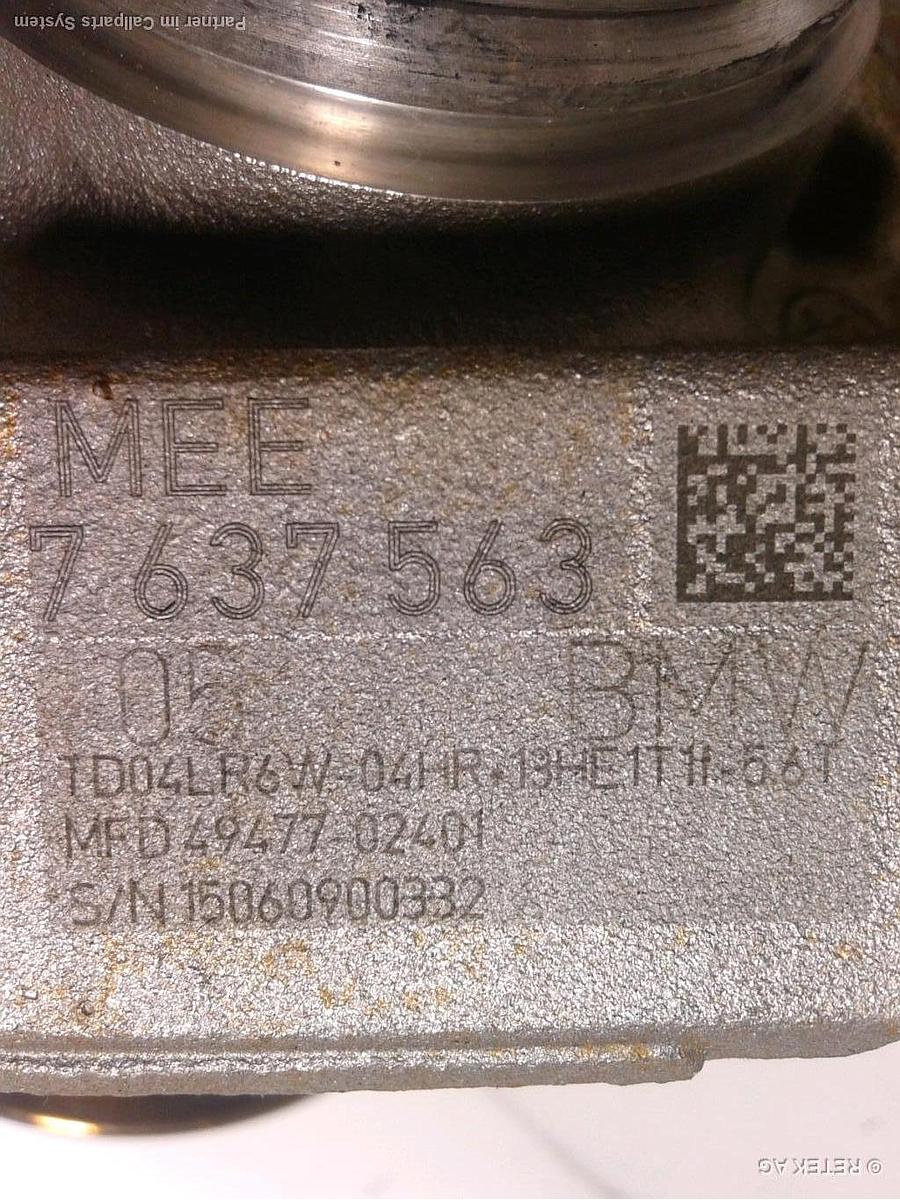 Partner im Callparts System
MEE
7 637 563
05 BMW
TD04LR6W-04HR-13HE1T1f-5.6T
MFD 49477-02401
S/N 15060900332
© RETEK AG